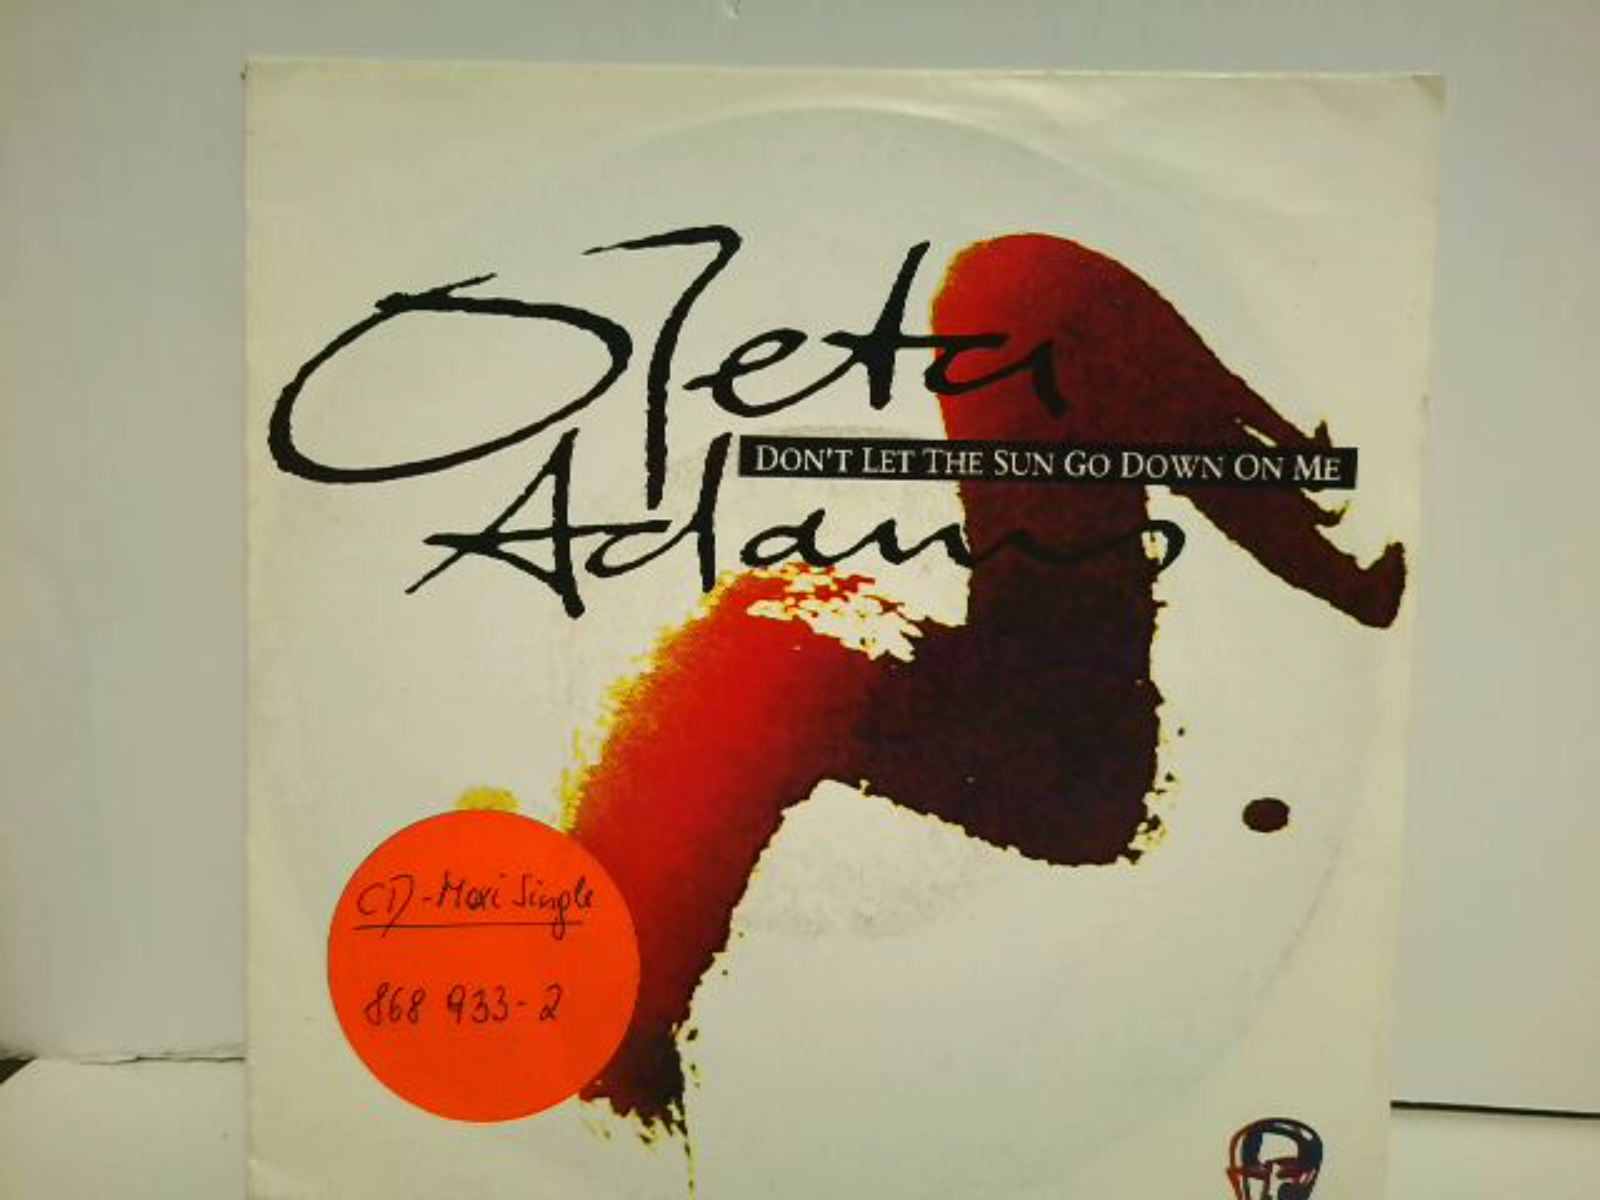 Oleta
Adams
DON'T LET THE SUN GO DOWN ON ME
CD-Maxi Single
868 933-2